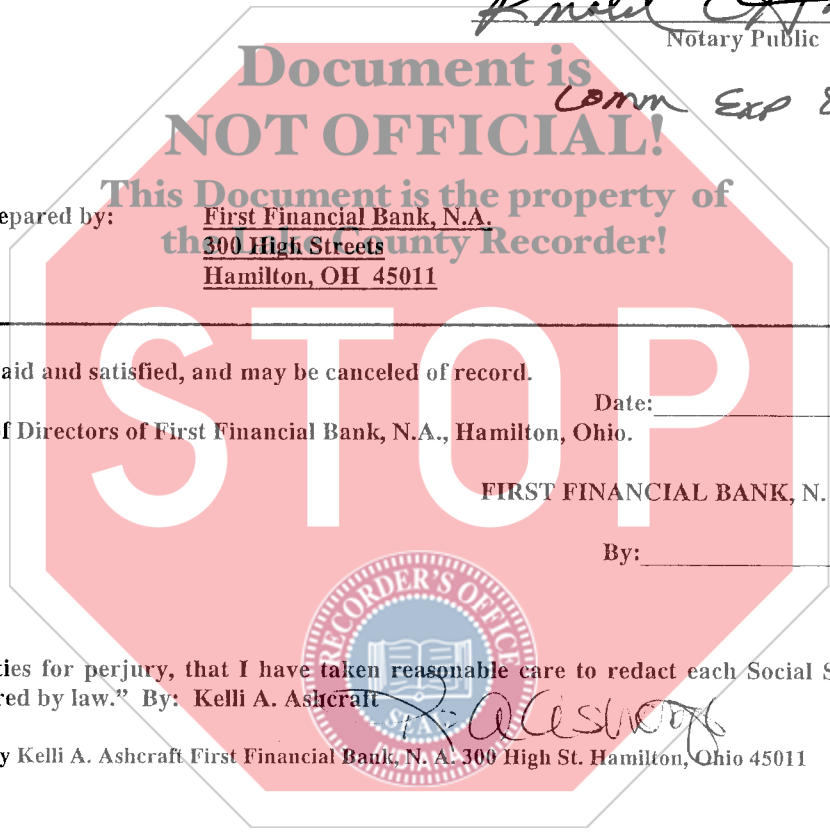 Notary Public
Document is
Comm Exp
NOT OFFICIAL!
This Document is the property of
epared by: First Financial Bank, N.A.
the Lake County Recorder!
300 High Streets
Hamilton, OH 45011
STOP
aid and satisfied, and may be canceled of record.
Date:
f Directors of First Financial Bank, N.A., Hamilton, Ohio.
FIRST FINANCIAL BANK, N.
By:
RECORDER'S OFFICE
ties for perjury, that I have taken reasonable care to redact each Social S
red by law.” By: Kelli A. Ashcraft
SEAL
INDIANA
y Kelli A. Ashcraft First Financial Bank, N. A. 300 High St. Hamilton, Ohio 45011